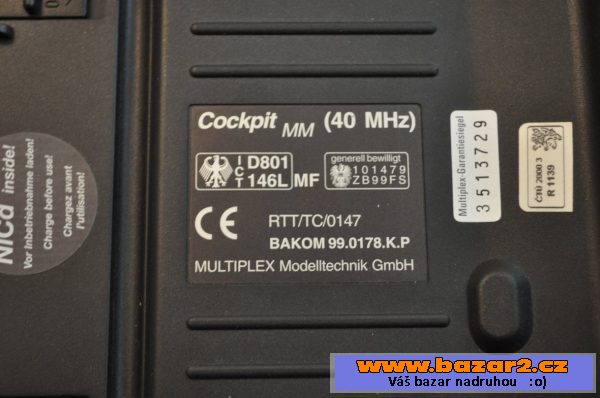 NiCd inside!
Vor Inbetriebnahme laden!
Charge before use!
Chargez avant
l'utilisation!
Cockpit MM (40 MHz)
ICT D801
146L MF
generell bewilligt
101479
ZB99FS
CE RTT/TC/0147
BAKOM 99.0178.K.P
MULTIPLEX Modelltechnik GmbH
Multiplex-Garantiesiegel
3513729
ČTÚ 2000 3
R 1139
www.bazar2.cz
Váš bazar nadruhou :o)